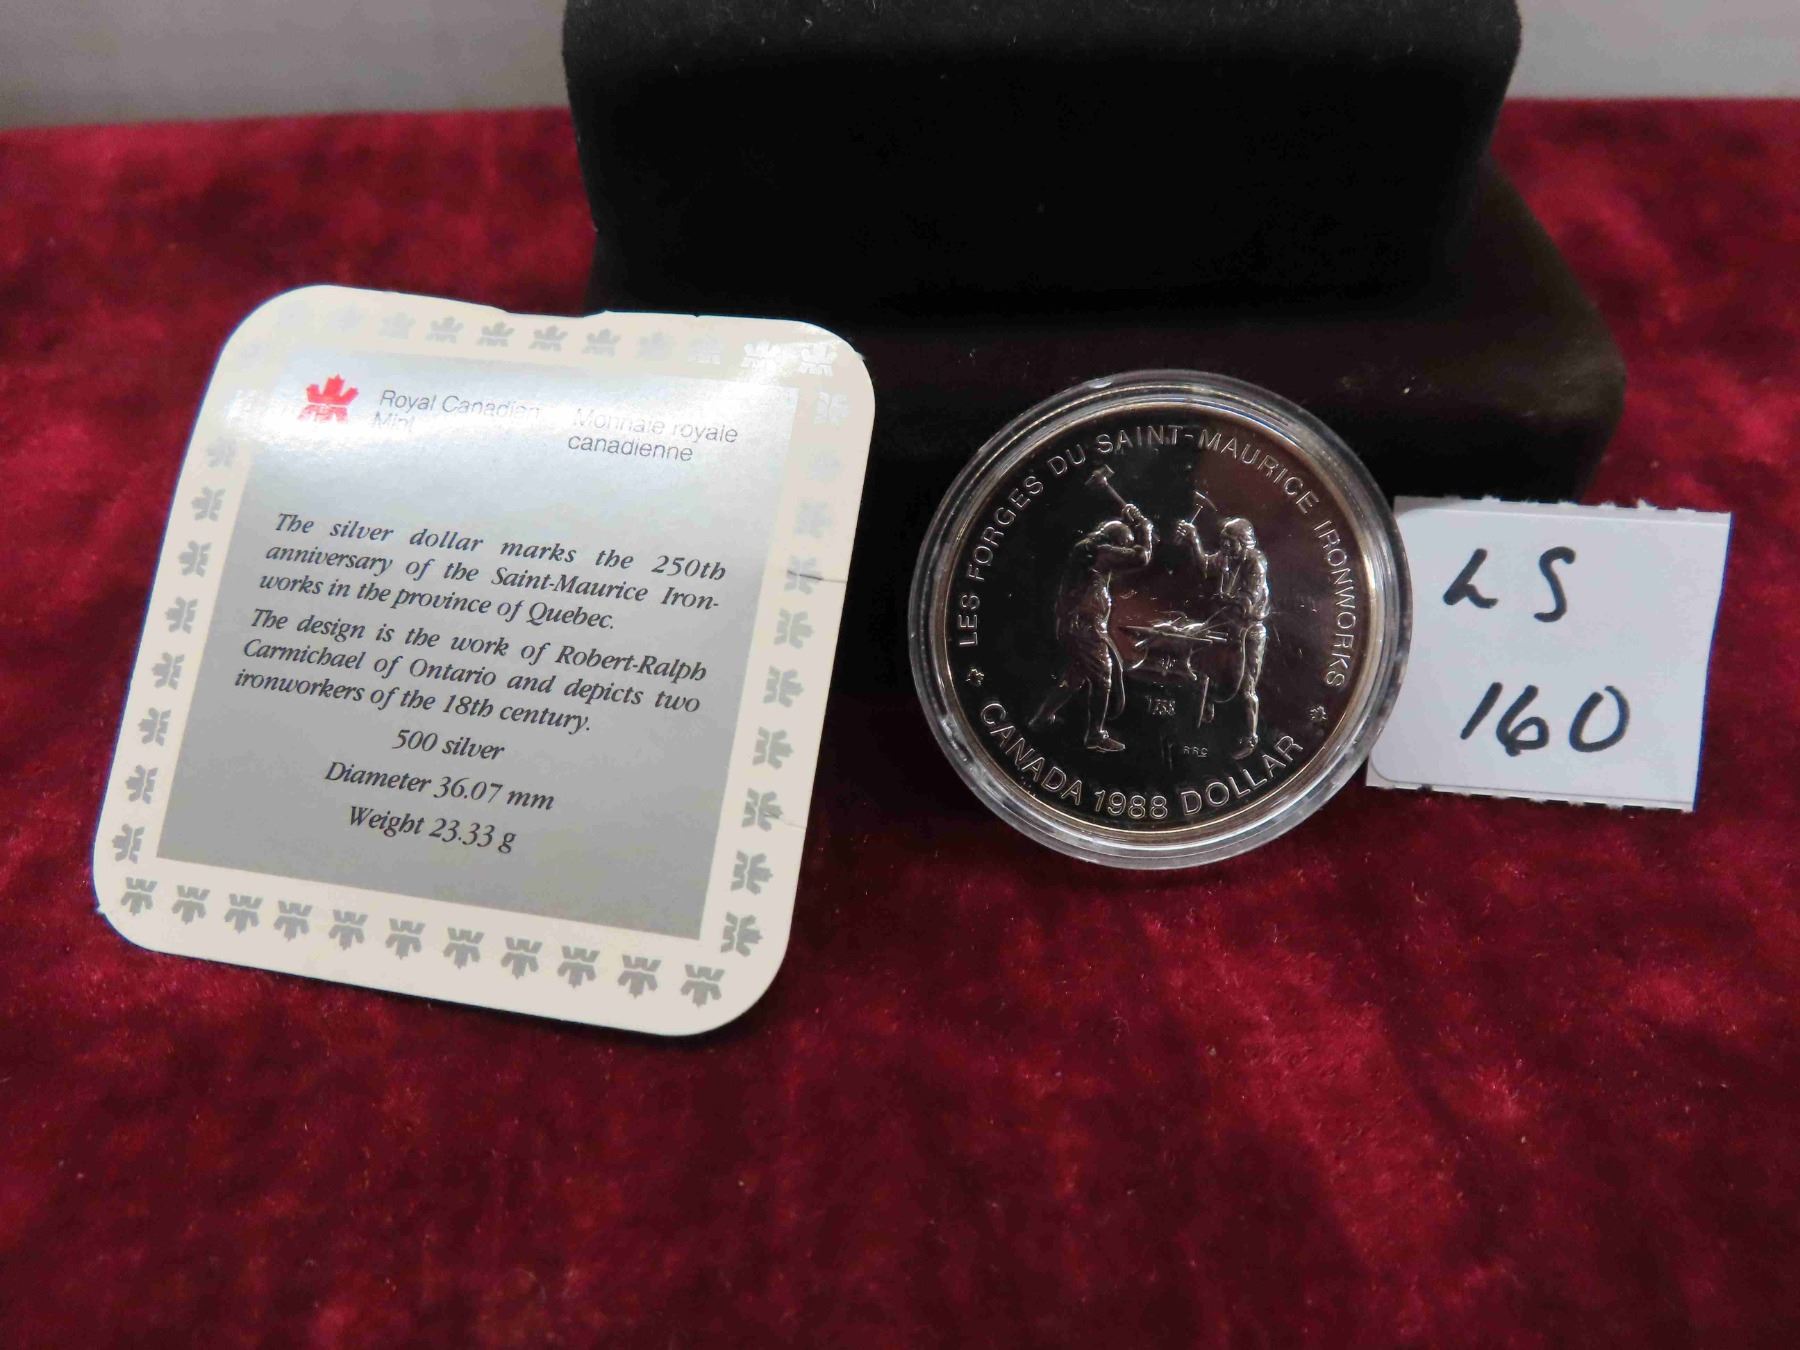 Royal Canadian
Mint
Monnaie royale
canadienne
The silver dollar marks the 250th
anniversary of the Saint-Maurice Iron-
works in the province of Quebec.
The design is the work of Robert-Ralph
Carmichael of Ontario and depicts two
ironworkers of the 18th century.
500 silver
Diameter 36.07 mm
Weight 23.33 g
LES FORGES DU SAINT-MAURICE IRONWORKS
1738
RRC
CANADA 1988 DOLLAR
LS
160